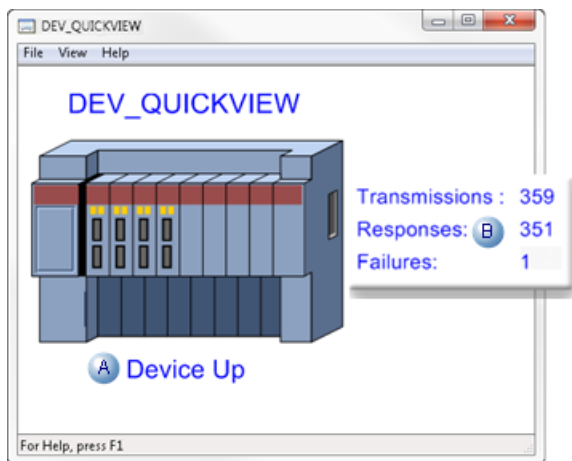 DEV_QUICKVIEW
File View Help
DEV_QUICKVIEW
Transmissions : 359
Responses: B 351
Failures: 1
A Device Up
For Help, press F1